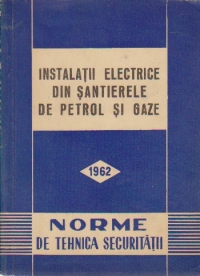 INSTALAȚII ELECTRICE
DIN ȘANTIERELE
DE PETROL ȘI GAZE
1962
NORME
DE TEHNICA SECURITĂȚII